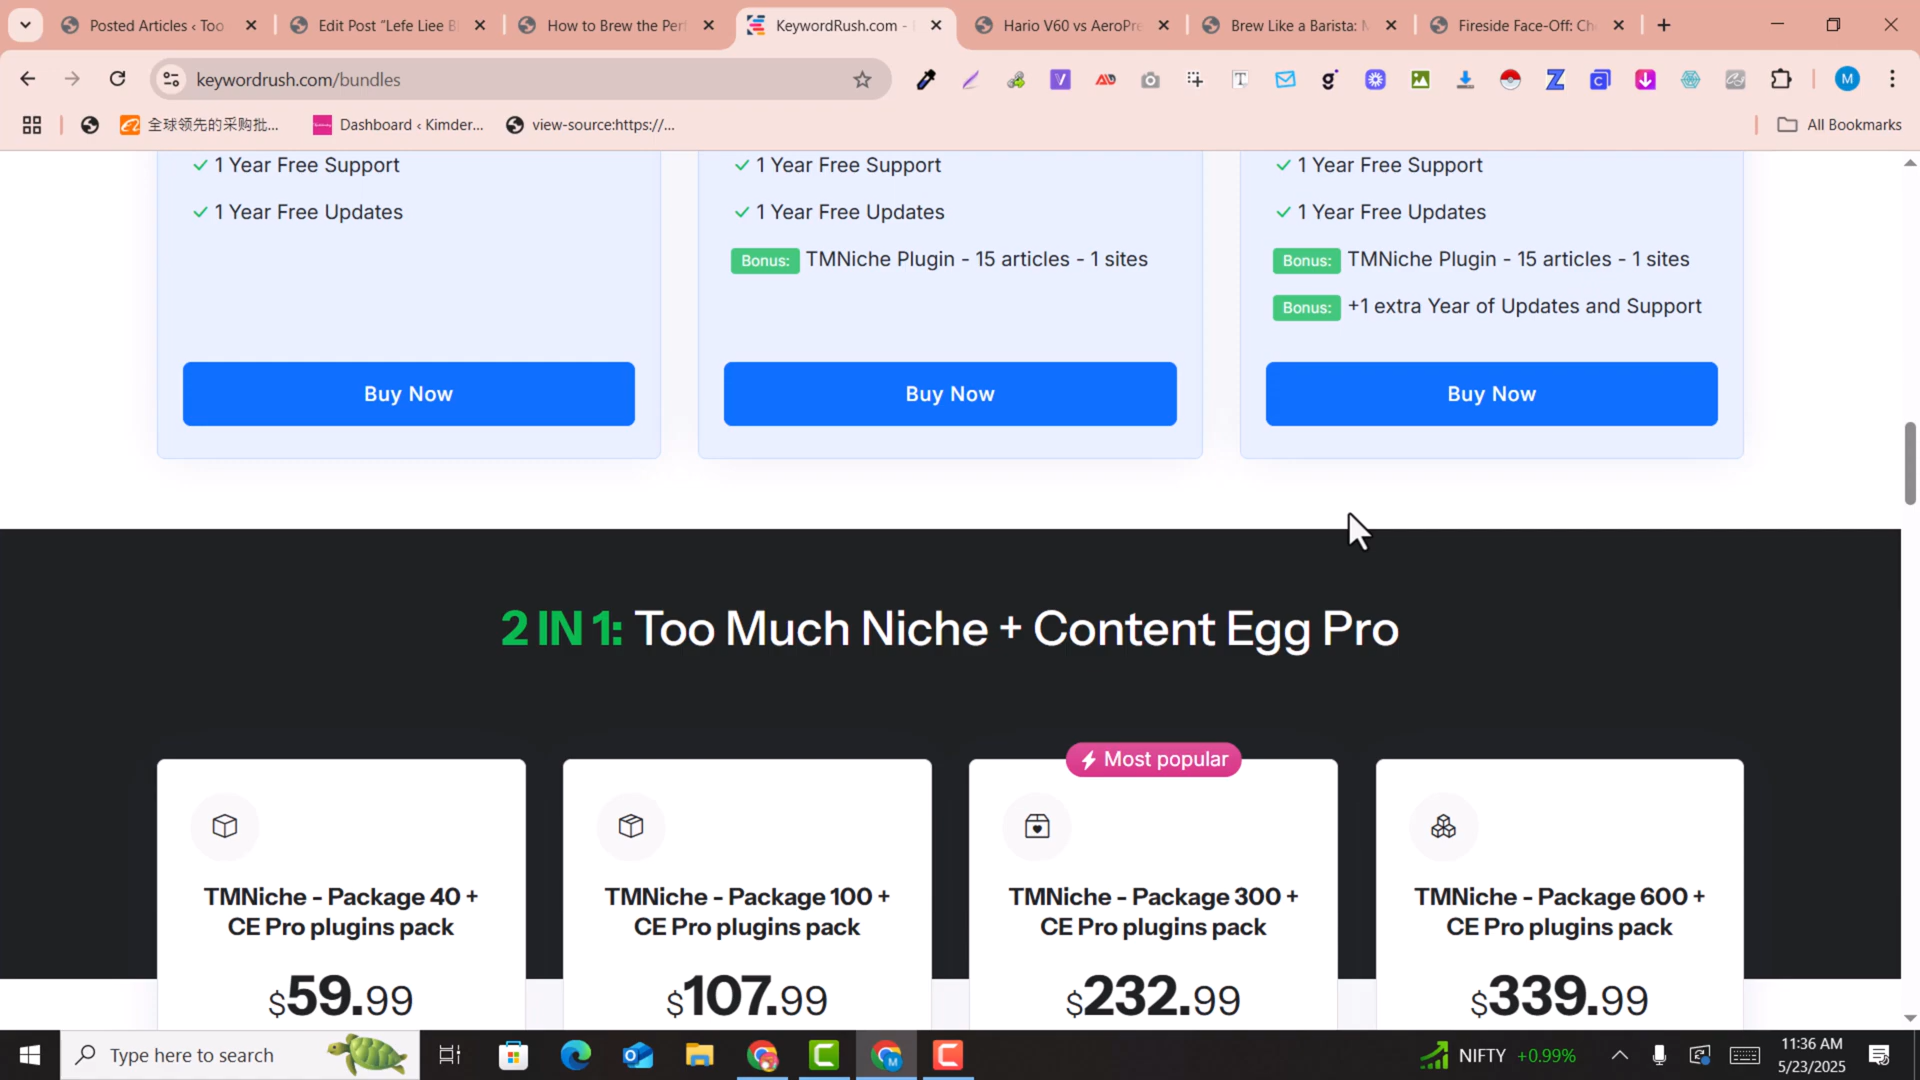 Posted Articles ‹ Too
Edit Post “Lefe Liee B
How to Brew the Per
KeywordRush.com -
Hario V60 vs AeroPre
Brew Like a Barista: M
Fireside Face-Off: Ch
keywordrush.com/bundles
全球领先的采购批...
Dashboard ‹ Kimder...
view-source:https://...
All Bookmarks
1 Year Free Support
1 Year Free Support
1 Year Free Support
1 Year Free Updates
1 Year Free Updates
1 Year Free Updates
Bonus: TMNiche Plugin - 15 articles - 1 sites
Bonus: TMNiche Plugin - 15 articles - 1 sites
Bonus: +1 extra Year of Updates and Support
Buy Now
Buy Now
Buy Now
2 IN 1: Too Much Niche + Content Egg Pro
Most popular
TMNiche - Package 40 +
CE Pro plugins pack
$59.99
TMNiche - Package 100 +
CE Pro plugins pack
$107.99
TMNiche - Package 300 +
CE Pro plugins pack
$232.99
TMNiche - Package 600 +
CE Pro plugins pack
$339.99
Type here to search
NIFTY +0.99%
11:36 AM
5/23/2025